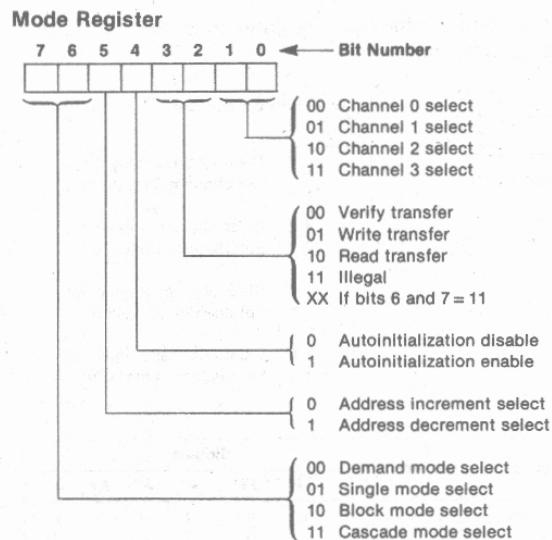 Mode Register
7 6 5 4 3 2 1 0 Bit Number
00 Channel 0 select
01 Channel 1 select
10 Channel 2 select
11 Channel 3 select
00 Verify transfer
01 Write transfer
10 Read transfer
11 Illegal
XX If bits 6 and 7 = 11
0 Autoinitialization disable
1 Autoinitialization enable
0 Address increment select
1 Address decrement select
00 Demand mode select
01 Single mode select
10 Block mode select
11 Cascade mode select